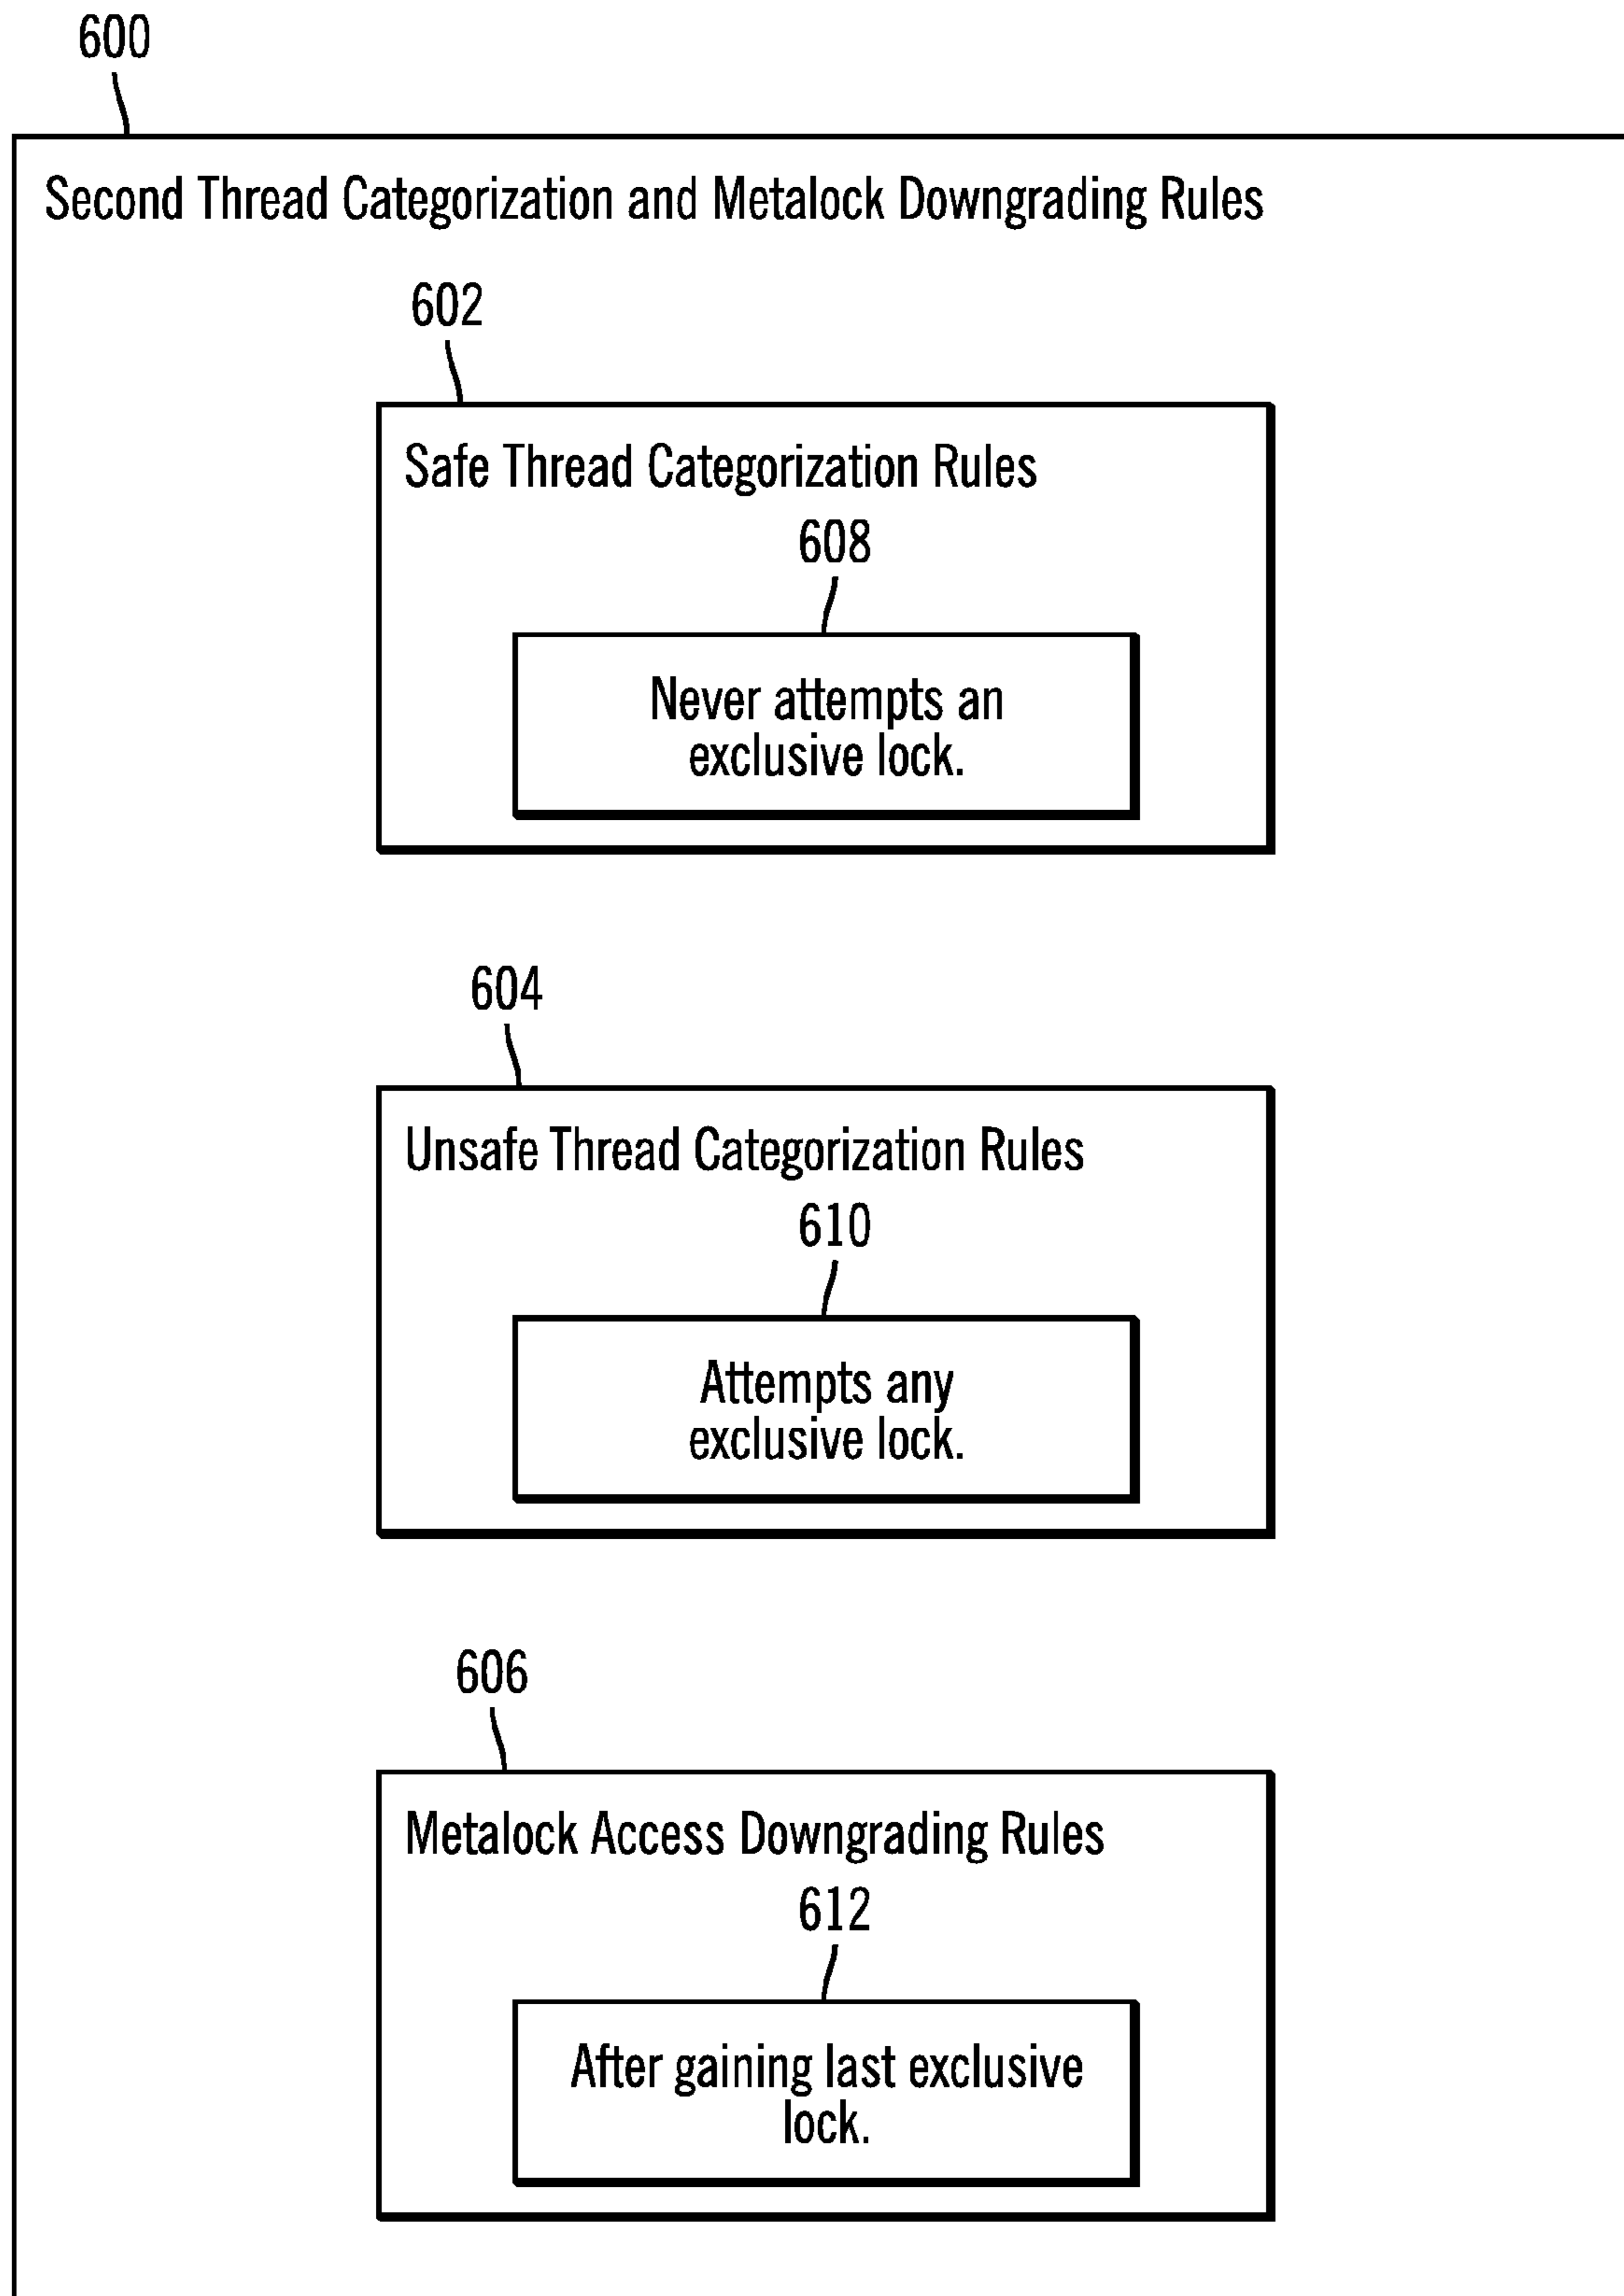 600
Second Thread Categorization and Metalock Downgrading Rules
602
Safe Thread Categorization Rules
608
Never attempts an
exclusive lock.
604
Unsafe Thread Categorization Rules
610
Attempts any
exclusive lock.
606
Metalock Access Downgrading Rules
612
After gaining last exclusive
lock.